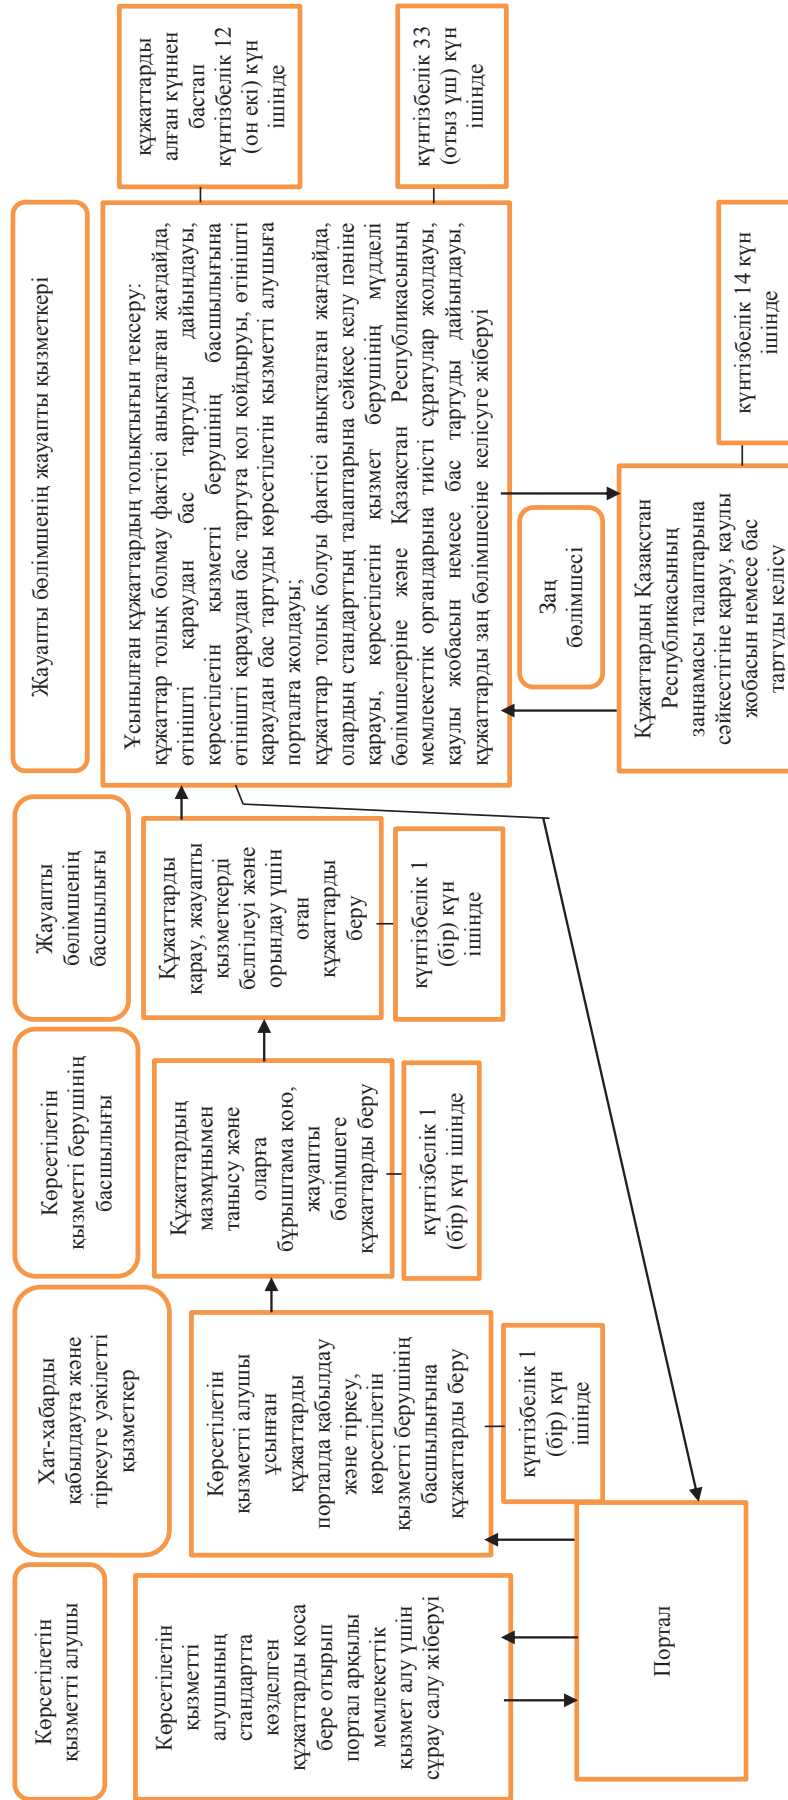 Көрсетілетін
қызметті алушы
Хат-хабарды
қабылдауға және
тіркеуге уәкілетті
қызметкер
Көрсетілетін
қызметті берушінің
басшылығы
Жауапты
бөлімшенің
басшылығы
Жауапты бөлімшенің жауапты қызметкері
Көрсетілетін
қызметті
алушының
стандартта
көзделген
құжаттарды қоса
бере отырып
портал арқылы
мемлекеттік
қызмет алу үшін
сұрау салу жіберуі
Көрсетілетін
қызметті алушы
ұсынған
құжаттарды
порталда қабылдау
және тіркеу,
көрсетілетін
қызметті берушінің
басшылығына
құжаттарды беру
күнтізбелік 1
(бір) күн
ішінде
Құжаттардың
мазмұнымен
танысу және
оларға
бұрыштама қою,
жауапты
бөлімшеге
құжаттарды беру
күнтізбелік 1
(бір) күн ішінде
Құжаттарды
қарау, жауапты
қызметкерді
белгілеуі және
орындау үшін
оған
құжаттарды
беру
күнтізбелік 1
(бір) күн
ішінде
Ұсынылған құжаттардың толықтығын тексеру:
құжаттар толық болмау фактісі анықталған жағдайда,
өтінішті қараудан бас тартуды дайындауы,
көрсетілетін қызметті берушінің басшылығына
өтінішті қараудан бас тартуға қол қойдыруы, өтінішті
қараудан бас тартуды көрсетілетін қызметті алушыға
порталға жолдауы;
құжаттар толық болуы фактісі анықталған жағдайда,
олардың стандарттың талаптарына сәйкес келу пәніне
қарауы, көрсетілетін қызмет берушінің мүдделі
бөлімшелеріне және Қазақстан Республикасының
мемлекеттік органдарына тиісті сұратулар жолдауы,
қаулы жобасын немесе бас тартуды дайындауы,
құжаттарды заң бөлімшесіне келісуге жіберуі
құжаттарды
алған күннен
бастап
күнтізбелік 12
(он екі) күн
ішінде
күнтізбелік 33
(отыз үш) күн
ішінде
Заң
бөлімшесі
Құжаттардың Қазақстан
Республикасының
заңнамасы талаптарына
сәйкестігіне қарау, қаулы
жобасын немесе бас
тартуды келісу
күнтізбелік 14 күн
ішінде
Портал